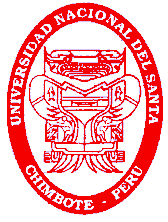 UNIVERSIDAD NACIONAL DEL SANTA
CHIMBOTE - PERU